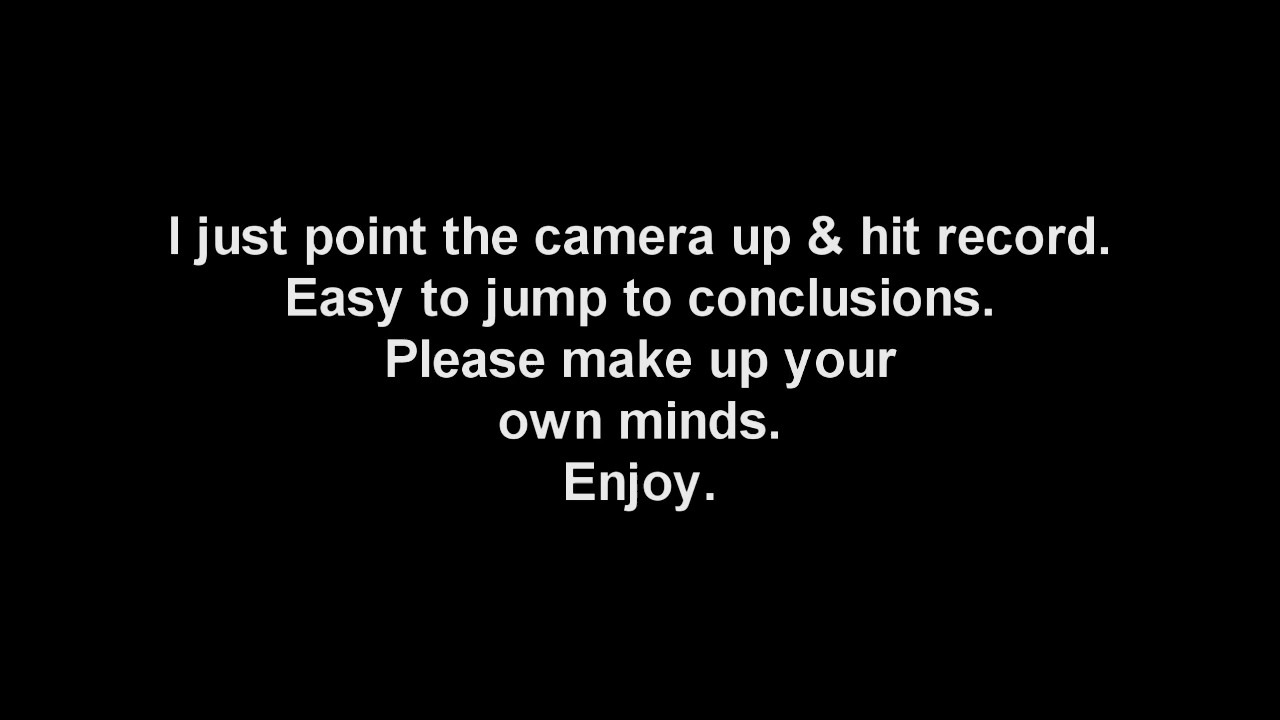 I just point the camera up & hit record.
Easy to jump to conclusions.
Please make up your
own minds.
Enjoy.